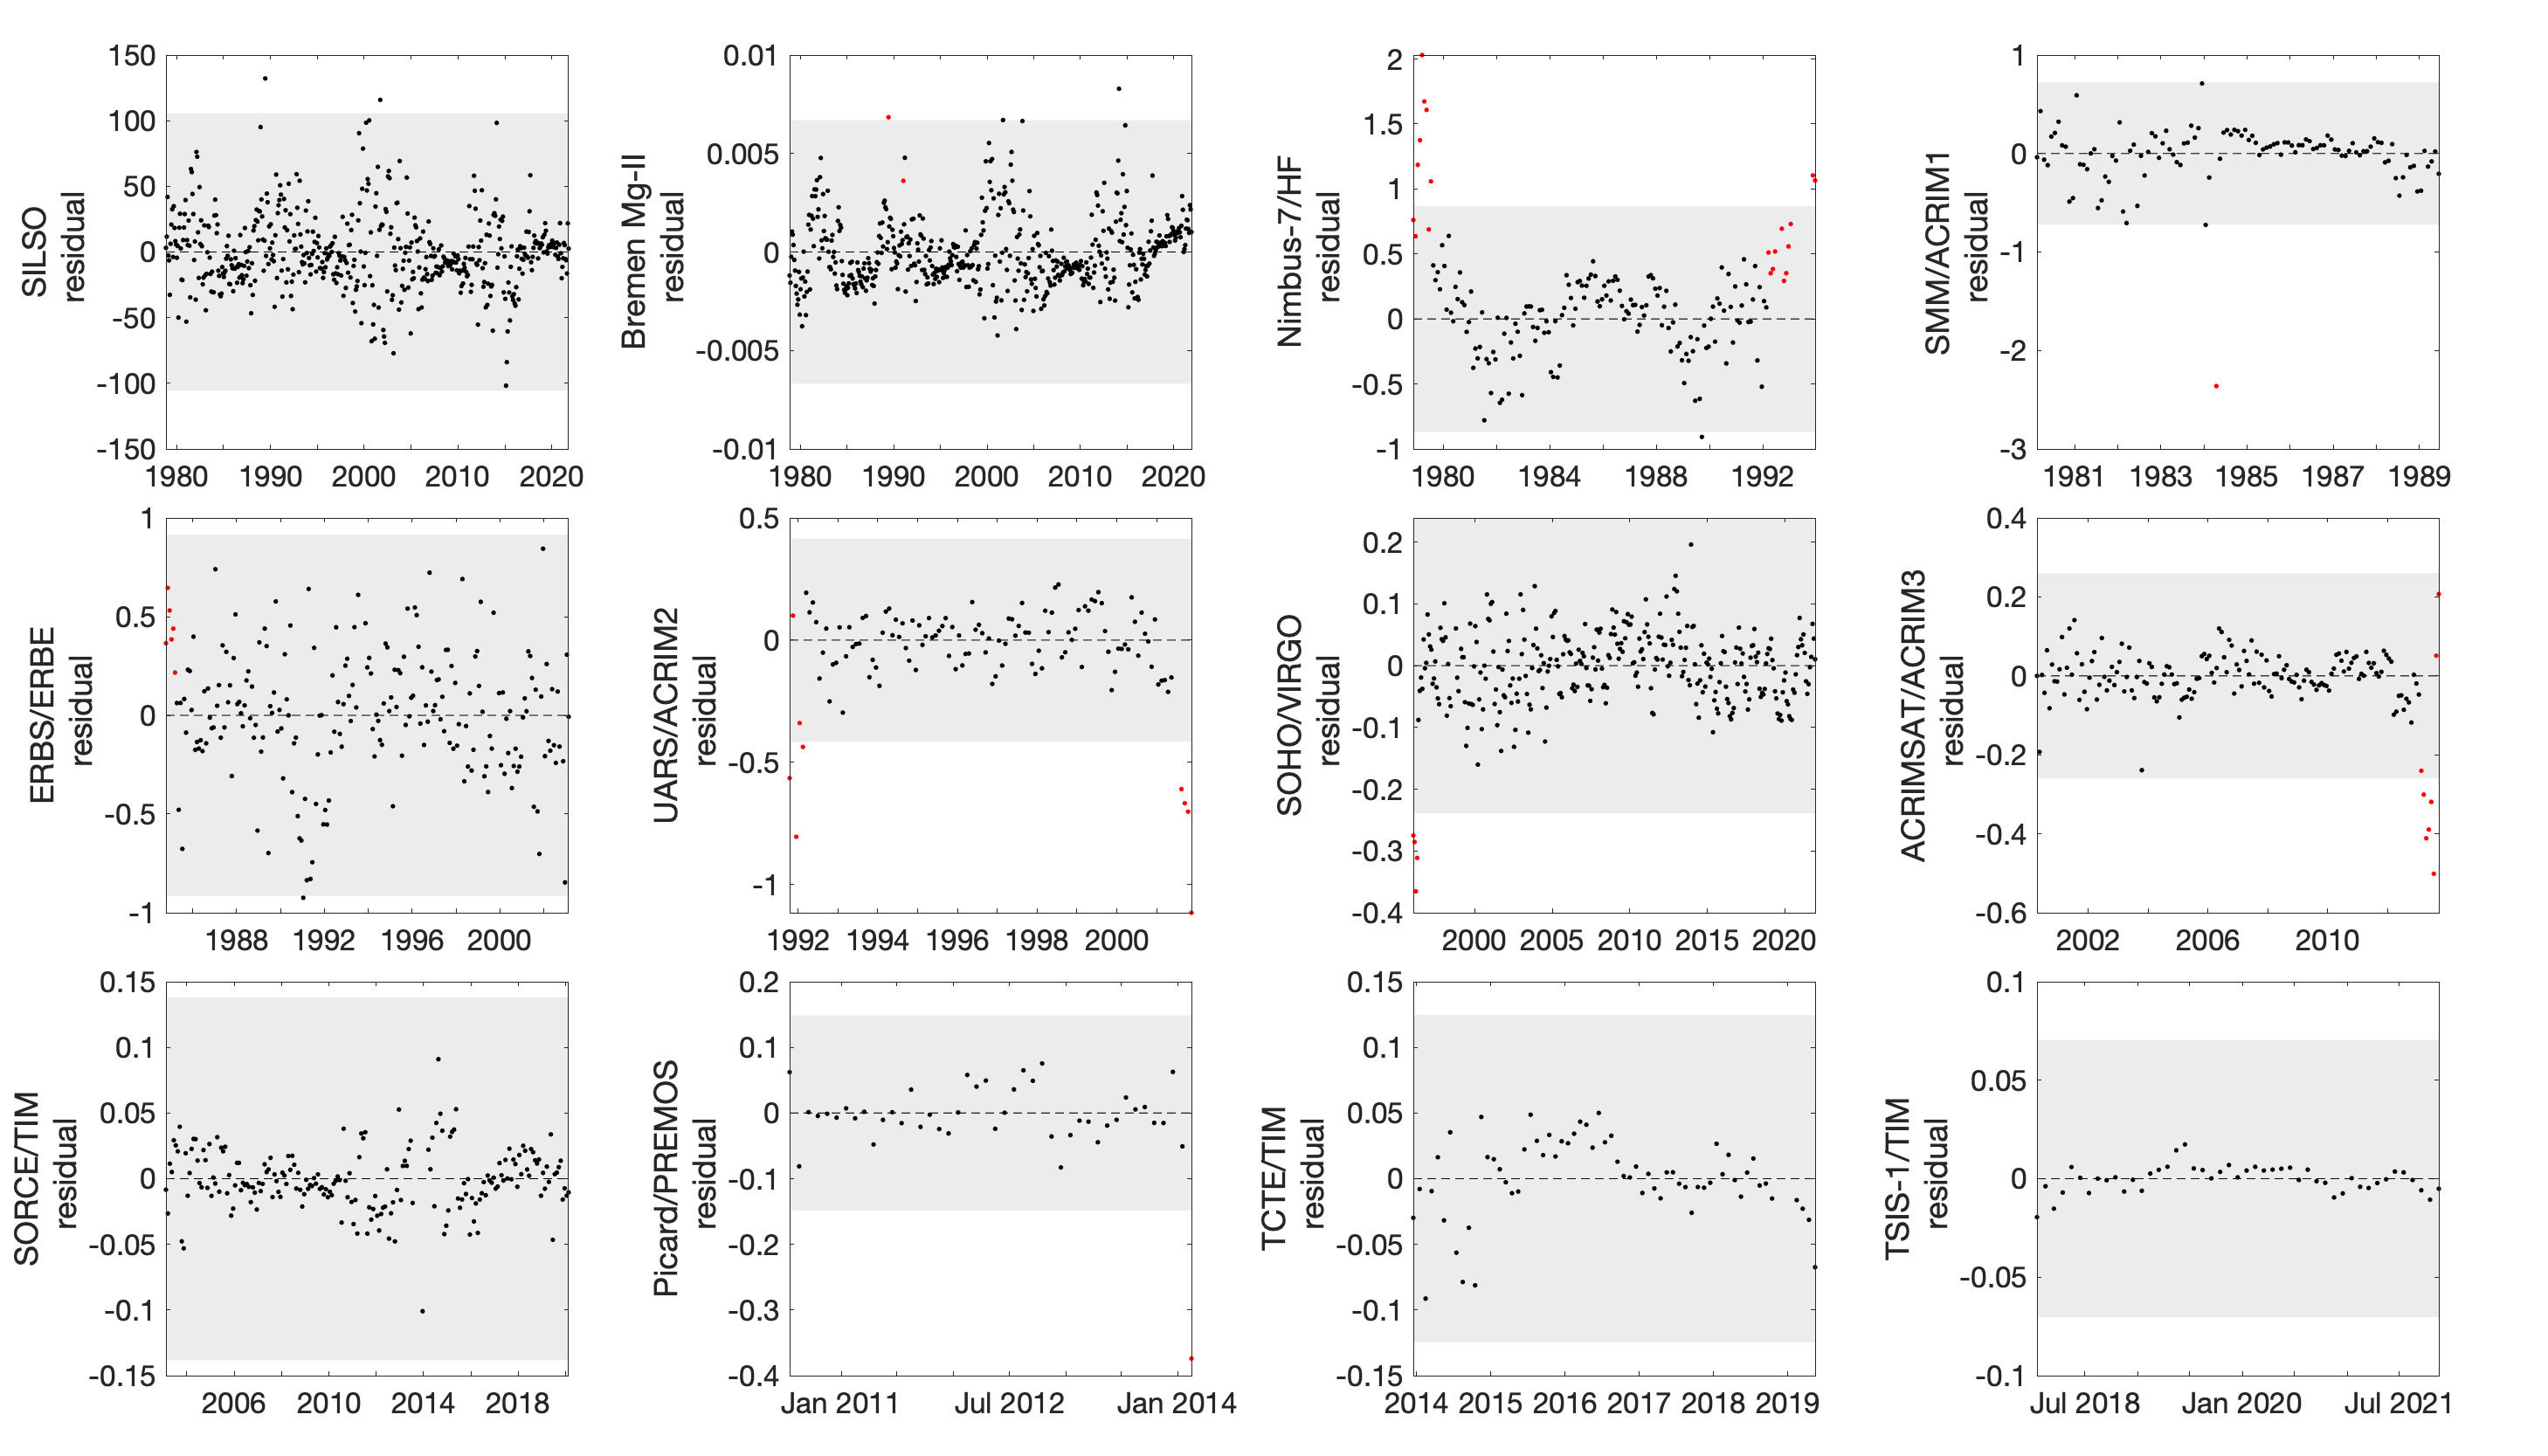 SILSO
residual
150
100
50
0
-50
-100
-150
1980 1990 2000 2010 2020
Bremen Mg-II
residual
0.01
0.005
0
-0.005
-0.01
1980 1990 2000 2010 2020
Nimbus-7/HF
residual
2
1.5
1
0.5
0
-0.5
-1
1980 1984 1988 1992
SMM/ACRIM1
residual
1
0
-1
-2
-3
1981 1983 1985 1987 1989
ERBS/ERBE
residual
1
0.5
0
-0.5
-1
1988 1992 1996 2000
UARS/ACRIM2
residual
0.5
0
-0.5
-1
1992 1994 1996 1998 2000
SOHO/VIRGO
residual
0.2
0.1
0
-0.1
-0.2
-0.3
-0.4
2000 2005 2010 2015 2020
ACRIMSAT/ACRIM3
residual
0.4
0.2
0
-0.2
-0.4
-0.6
2002 2006 2010
SORCE/TIM
residual
0.15
0.1
0.05
0
-0.05
-0.1
-0.15
2006 2010 2014 2018
Picard/PREMOS
residual
0.2
0.1
0
-0.1
-0.2
-0.3
-0.4
Jan 2011 Jul 2012 Jan 2014
TCTE/TIM
residual
0.15
0.1
0.05
0
-0.05
-0.1
-0.15
2014 2015 2016 2017 2018 2019
TSIS-1/TIM
residual
0.1
0.05
0
-0.05
-0.1
Jul 2018 Jan 2020 Jul 2021